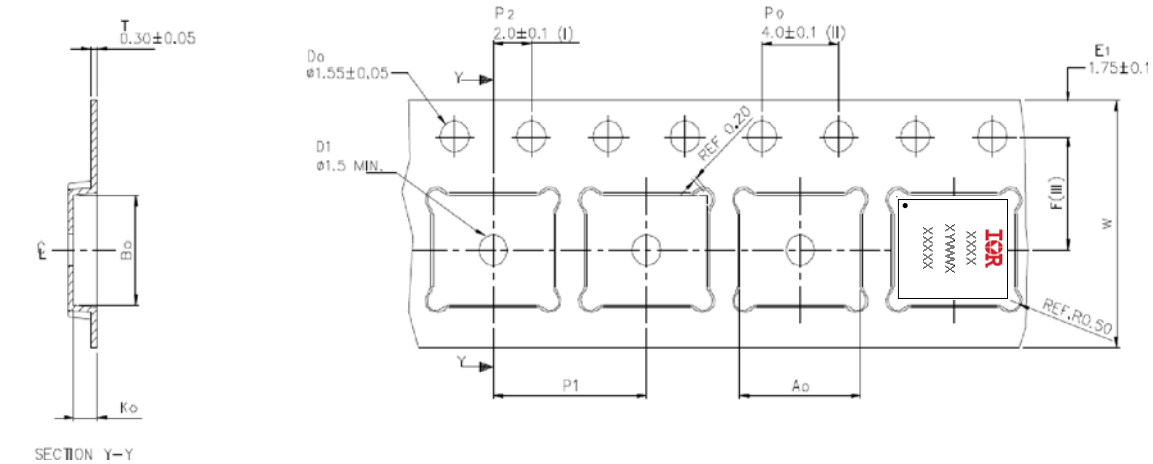 T
0.30±0.05
P2
2.0±0.1 (I)
Po
4.0±0.1 (II)
E1
1.75±0.1
Do
ø1.55±0.05
Y
D1
ø1.5 MIN.
REF 0.20
F(III)
W
Bo
IOR
XXXX
XYWWX
XXXXX
REF.R0.50
Y
P1
Ao
Ko
SECTION Y-Y